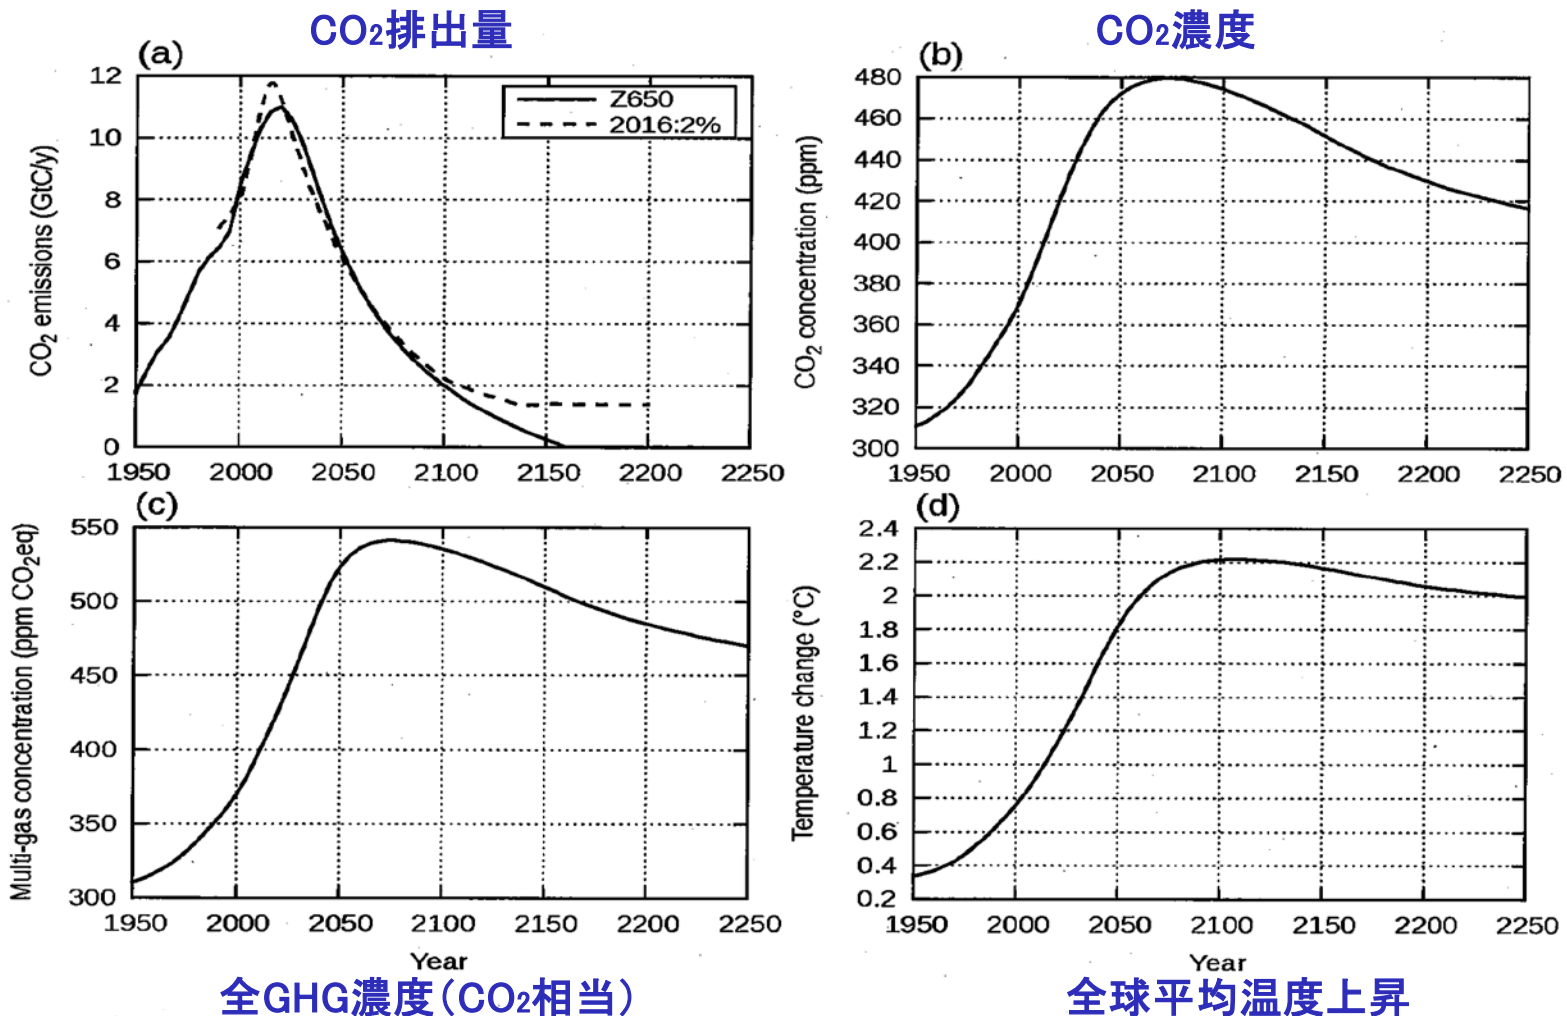 CO2排出量
(a)
12
10
8
6
4
2
0
CO2 emissions (GtC/y)
Z650
2016:2%
1950 2000 2050 2100 2150 2200 2250
CO2濃度
(b)
480
460
440
420
400
380
360
340
320
300
CO2 concentration (ppm)
1950 2000 2050 2100 2150 2200 2250
(c)
550
500
450
400
350
300
Multi-gas concentration (ppm CO2eq)
1950 2000 2050 2100 2150 2200 2250
Year
全GHG濃度(CO2相当)
(d)
2.4
2.2
2
1.8
1.6
1.4
1.2
1
0.8
0.6
0.4
0.2
Temperature change (°C)
1950 2000 2050 2100 2150 2200 2250
Year
全球平均温度上昇